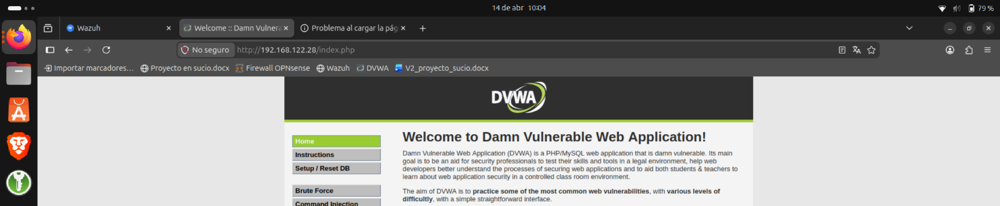 14 de abr 10:04
79 %
Wazuh
Welcome :: Damn Vulnera
Problema al cargar la pág
No seguro
http://192.168.122.28/index.php
Importar marcadores...
Proyecto en sucio.docx
Firewall OPNsense
Wazuh
DVWA
V2_proyecto_sucio.docx
DVWA
Home
Instructions
Setup / Reset DB
Brute Force
Command Injection
Welcome to Damn Vulnerable Web Application!
Damn Vulnerable Web Application (DVWA) is a PHP/MySQL web application that is damn vulnerable. Its main
goal is to be an aid for security professionals to test their skills and tools in a legal environment, help web
developers better understand the processes of securing web applications and to aid both students & teachers to
learn about web application security in a controlled class room environment.
The aim of DVWA is to practice some of the most common web vulnerabilities, with various levels of
difficultly, with a simple straightforward interface.